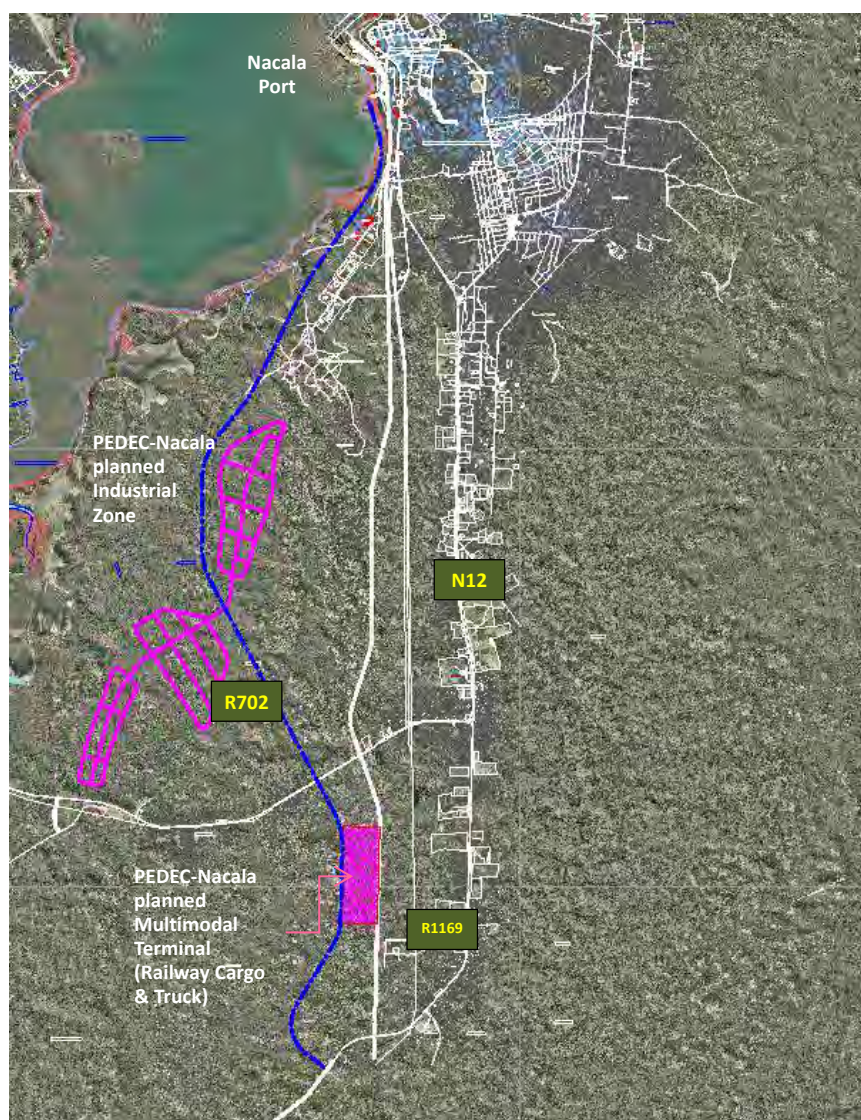 Nacala
Port
PEDEC-Nacala
planned
Industrial
Zone
N12
R702
PEDEC-Nacala
planned
Multimodal
Terminal
(Railway Cargo
& Truck)
R1169